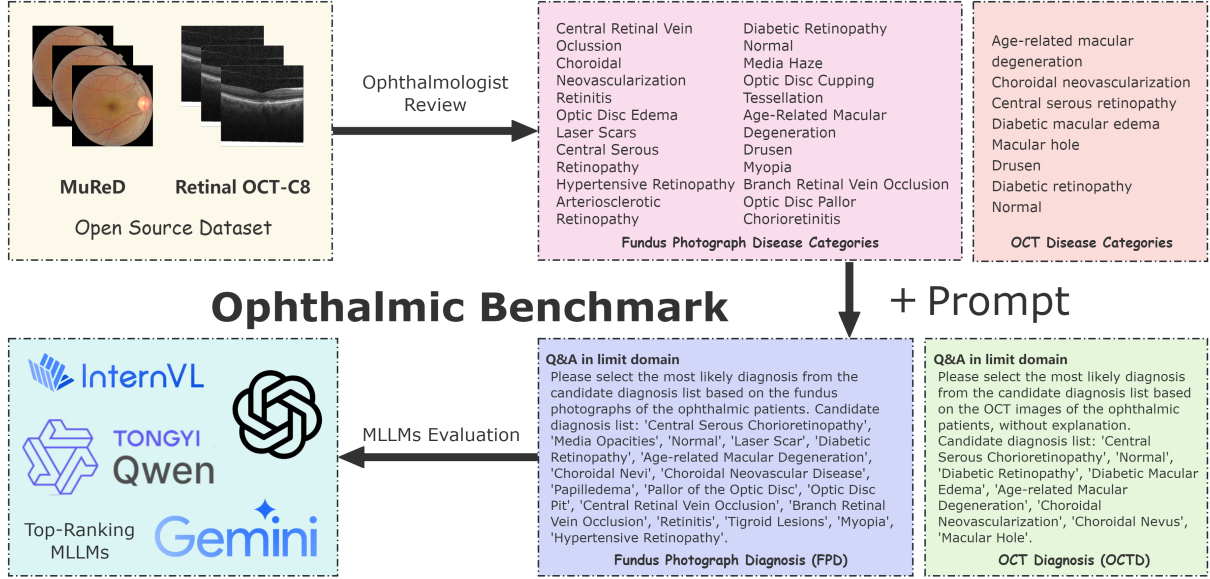 MuReD
Retinal OCT-C8
Open Source Dataset
Ophthalmologist
Review
Central Retinal Vein
Oclussion
Choroidal
Neovascularization
Retinitis
Optic Disc Edema
Laser Scars
Central Serous
Retinopathy
Hypertensive Retinopathy
Arteriosclerotic
Retinopathy
Diabetic Retinopathy
Normal
Media Haze
Optic Disc Cupping
Tessellation
Age-Related Macular
Degeneration
Drusen
Myopia
Branch Retinal Vein Occlusion
Optic Disc Pallor
Chorioretinitis
Fundus Photograph Disease Categories
Age-related macular
degeneration
Choroidal neovascularization
Central serous retinopathy
Diabetic macular edema
Macular hole
Drusen
Diabetic retinopathy
Normal
OCT Disease Categories
Ophthalmic Benchmark
+ Prompt
InternVL
TONGYI
Qwen
Top-Ranking
MLLMs
Gemini
MLLMs Evaluation
Q&A in limit domain
Please select the most likely diagnosis from the
candidate diagnosis list based on the fundus
photographs of the ophthalmic patients. Candidate
diagnosis list: 'Central Serous Chorioretinopathy',
'Media Opacities', 'Normal', 'Laser Scar', 'Diabetic
Retinopathy', 'Age-related Macular Degeneration',
'Choroidal Nevi', 'Choroidal Neovascular Disease',
'Papilledema', 'Pallor of the Optic Disc', 'Optic Disc
Pit', 'Central Retinal Vein Occlusion', 'Branch Retinal
Vein Occlusion', 'Retinitis', 'Tigroid Lesions', 'Myopia',
'Hypertensive Retinopathy'.
Fundus Photograph Diagnosis (FPD)
Q&A in limit domain
Please select the most likely diagnosis
from the candidate diagnosis list based
on the OCT images of the ophthalmic
patients, without explanation.
Candidate diagnosis list: 'Central
Serous Chorioretinopathy', 'Normal',
'Diabetic Retinopathy', 'Diabetic Macular
Edema', 'Age-related Macular
Degeneration', 'Choroidal
Neovascularization', 'Choroidal Nevus',
'Macular Hole'.
OCT Diagnosis (OCTD)